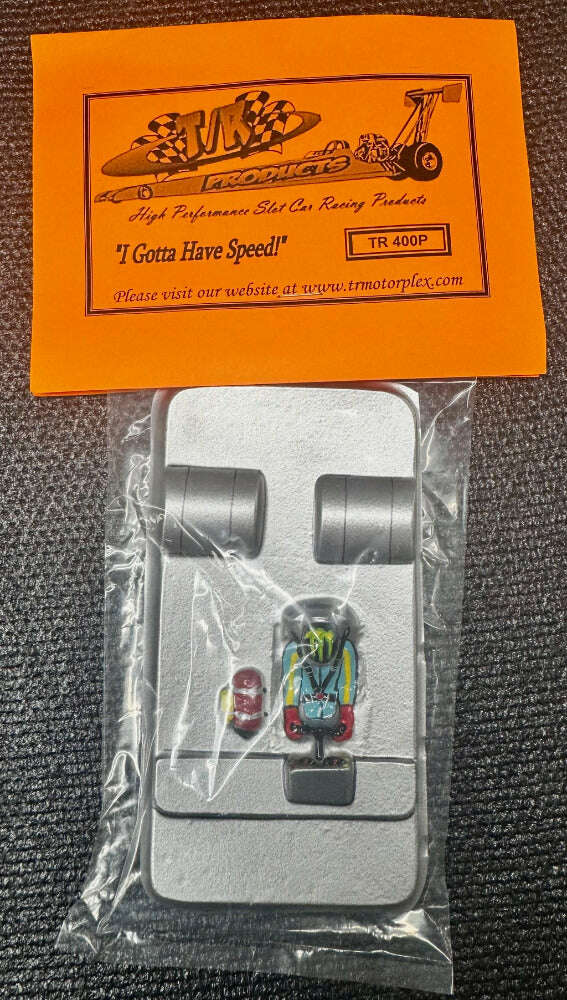 T/R
PRODUCTS
High Performance Slot Car Racing Products
"I Gotta Have Speed!"
TR 400P
Please visit our website at www.trmotorplex.com